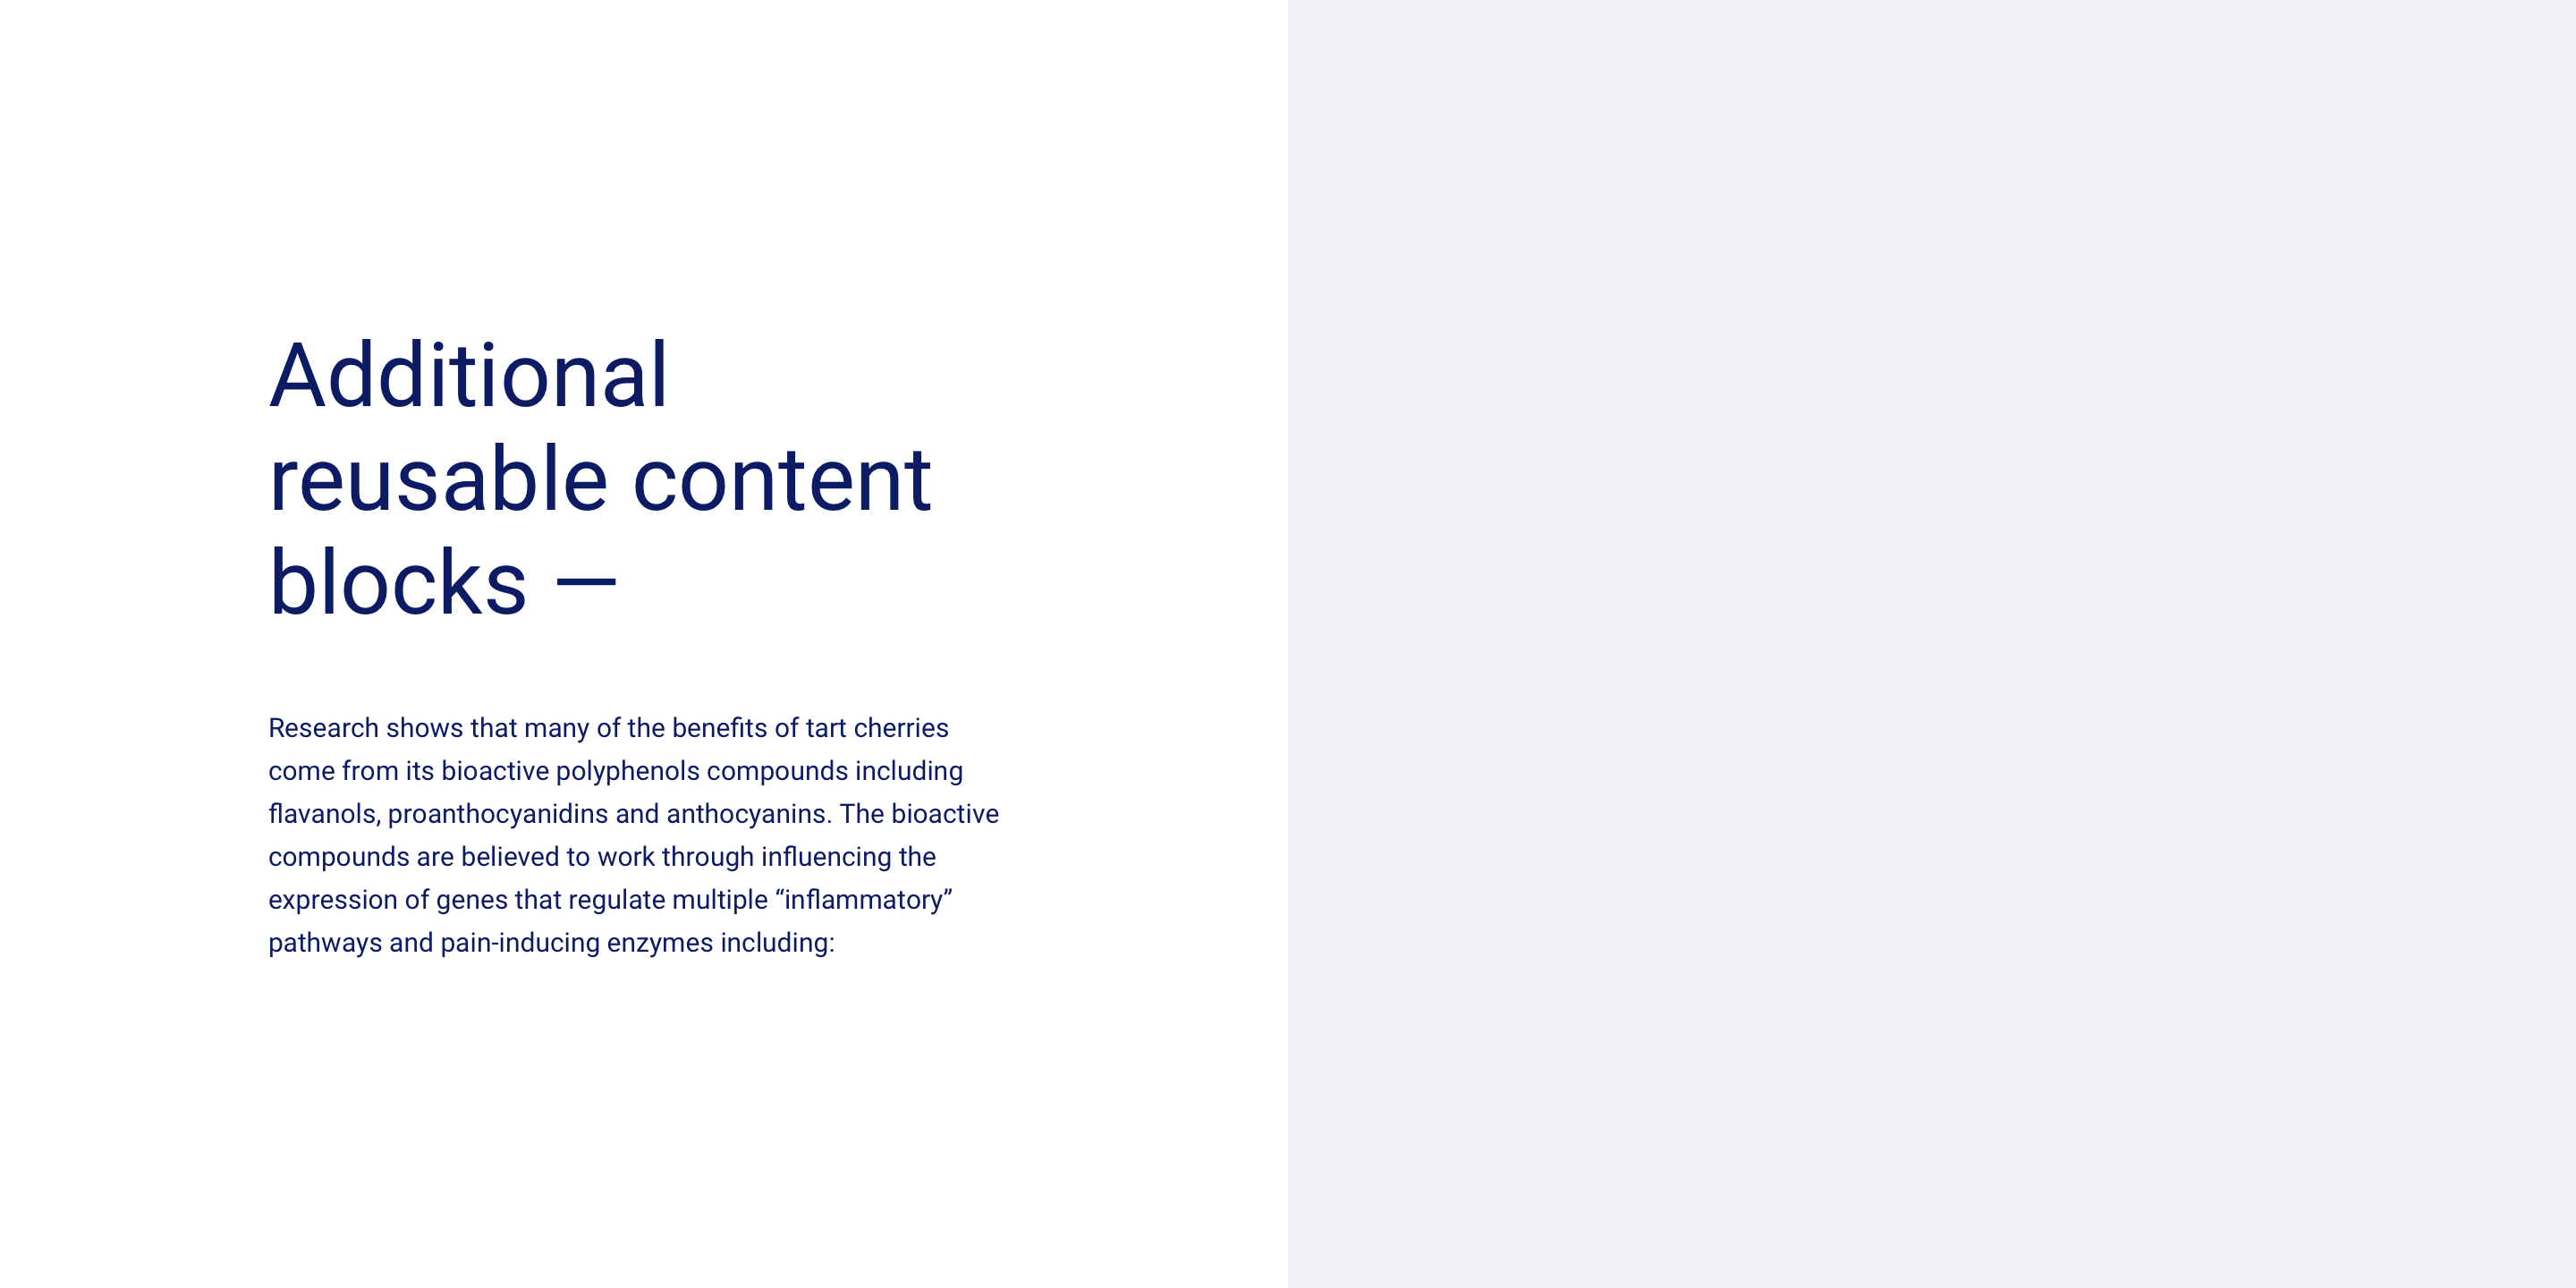 Additional
reusable content
blocks —
Research shows that many of the benefits of tart cherries
come from its bioactive polyphenols compounds including
flavanols, proanthocyanidins and anthocyanins. The bioactive
compounds are believed to work through influencing the
expression of genes that regulate multiple “inflammatory”
pathways and pain-inducing enzymes including: